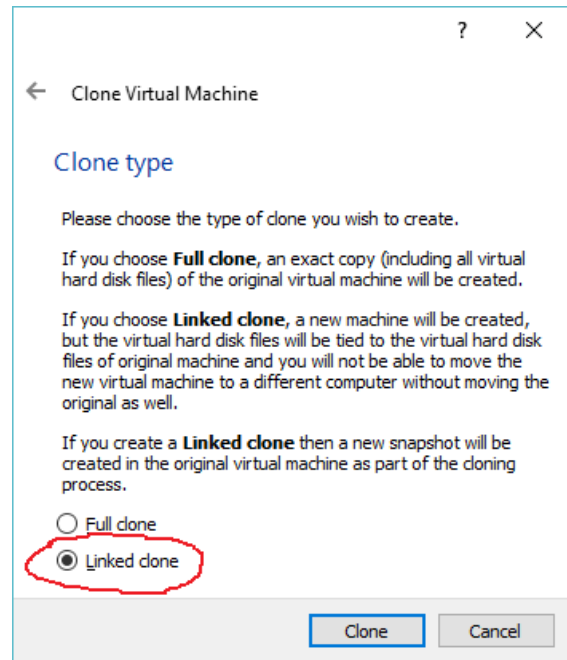 ?
Clone Virtual Machine
Clone type
Please choose the type of clone you wish to create.
If you choose Full clone, an exact copy (including all virtual
hard disk files) of the original virtual machine will be created.
If you choose Linked clone, a new machine will be created,
but the virtual hard disk files will be tied to the virtual hard disk
files of original machine and you will not be able to move the
new virtual machine to a different computer without moving the
original as well.
If you create a Linked clone then a new snapshot will be
created in the original virtual machine as part of the cloning
process.
Full clone
Linked clone
Clone Cancel